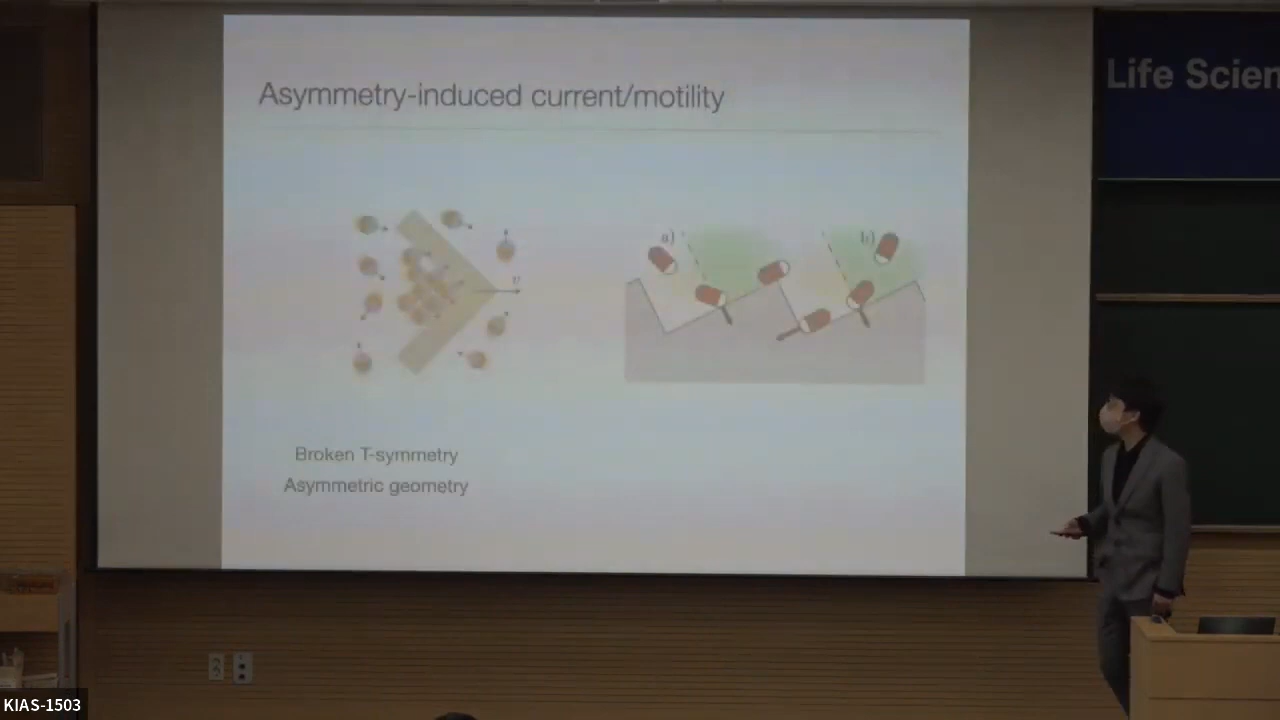 Asymmetry-induced current/motility
Life Scien
a)
b)
v
Broken T-symmetry
Asymmetric geometry
KIAS-1503